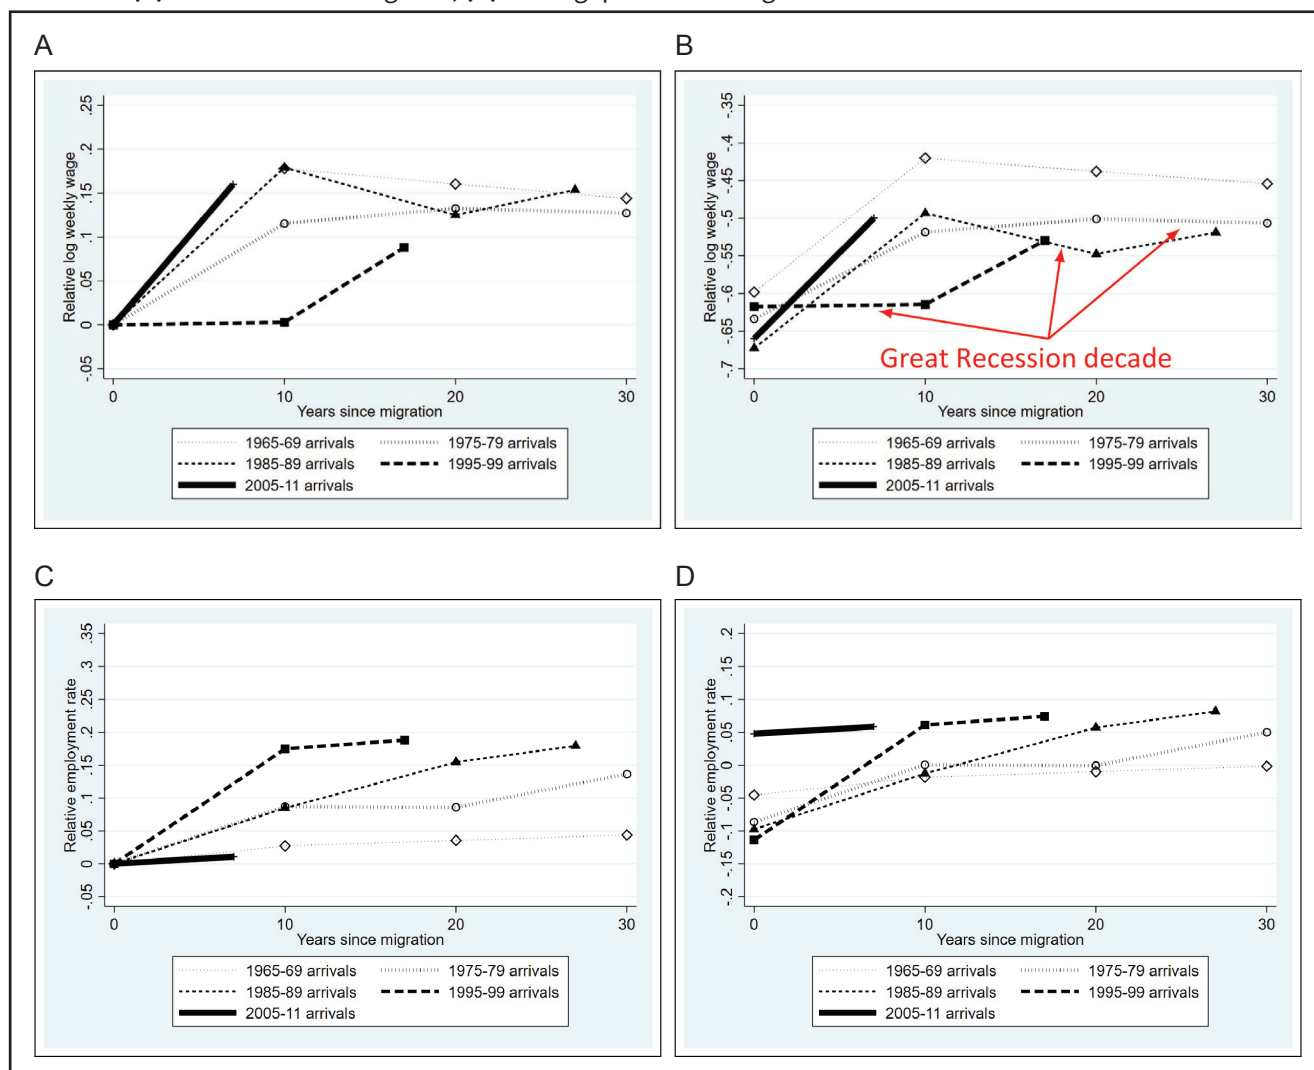 A
.25
.2
.15
.1
.05
0
-.05
Relative log weekly wage
0 10 20 30
Years since migration
1965-69 arrivals 1975-79 arrivals
1985-89 arrivals 1995-99 arrivals
2005-11 arrivals
B
-.35
-.4
-.45
-.5
-.55
-.6
-.65
-.7
Relative log weekly wage
Great Recession decade
0 10 20 30
Years since migration
1965-69 arrivals 1975-79 arrivals
1985-89 arrivals 1995-99 arrivals
2005-11 arrivals
C
.35
.3
.25
.2
.15
.1
.05
0
-.05
Relative employment rate
0 10 20 30
Years since migration
1965-69 arrivals 1975-79 arrivals
1985-89 arrivals 1995-99 arrivals
2005-11 arrivals
D
.2
.15
.1
.05
0
-.05
-.1
-.15
-.2
Relative employment rate
0 10 20 30
Years since migration
1965-69 arrivals 1975-79 arrivals
1985-89 arrivals 1995-99 arrivals
2005-11 arrivals